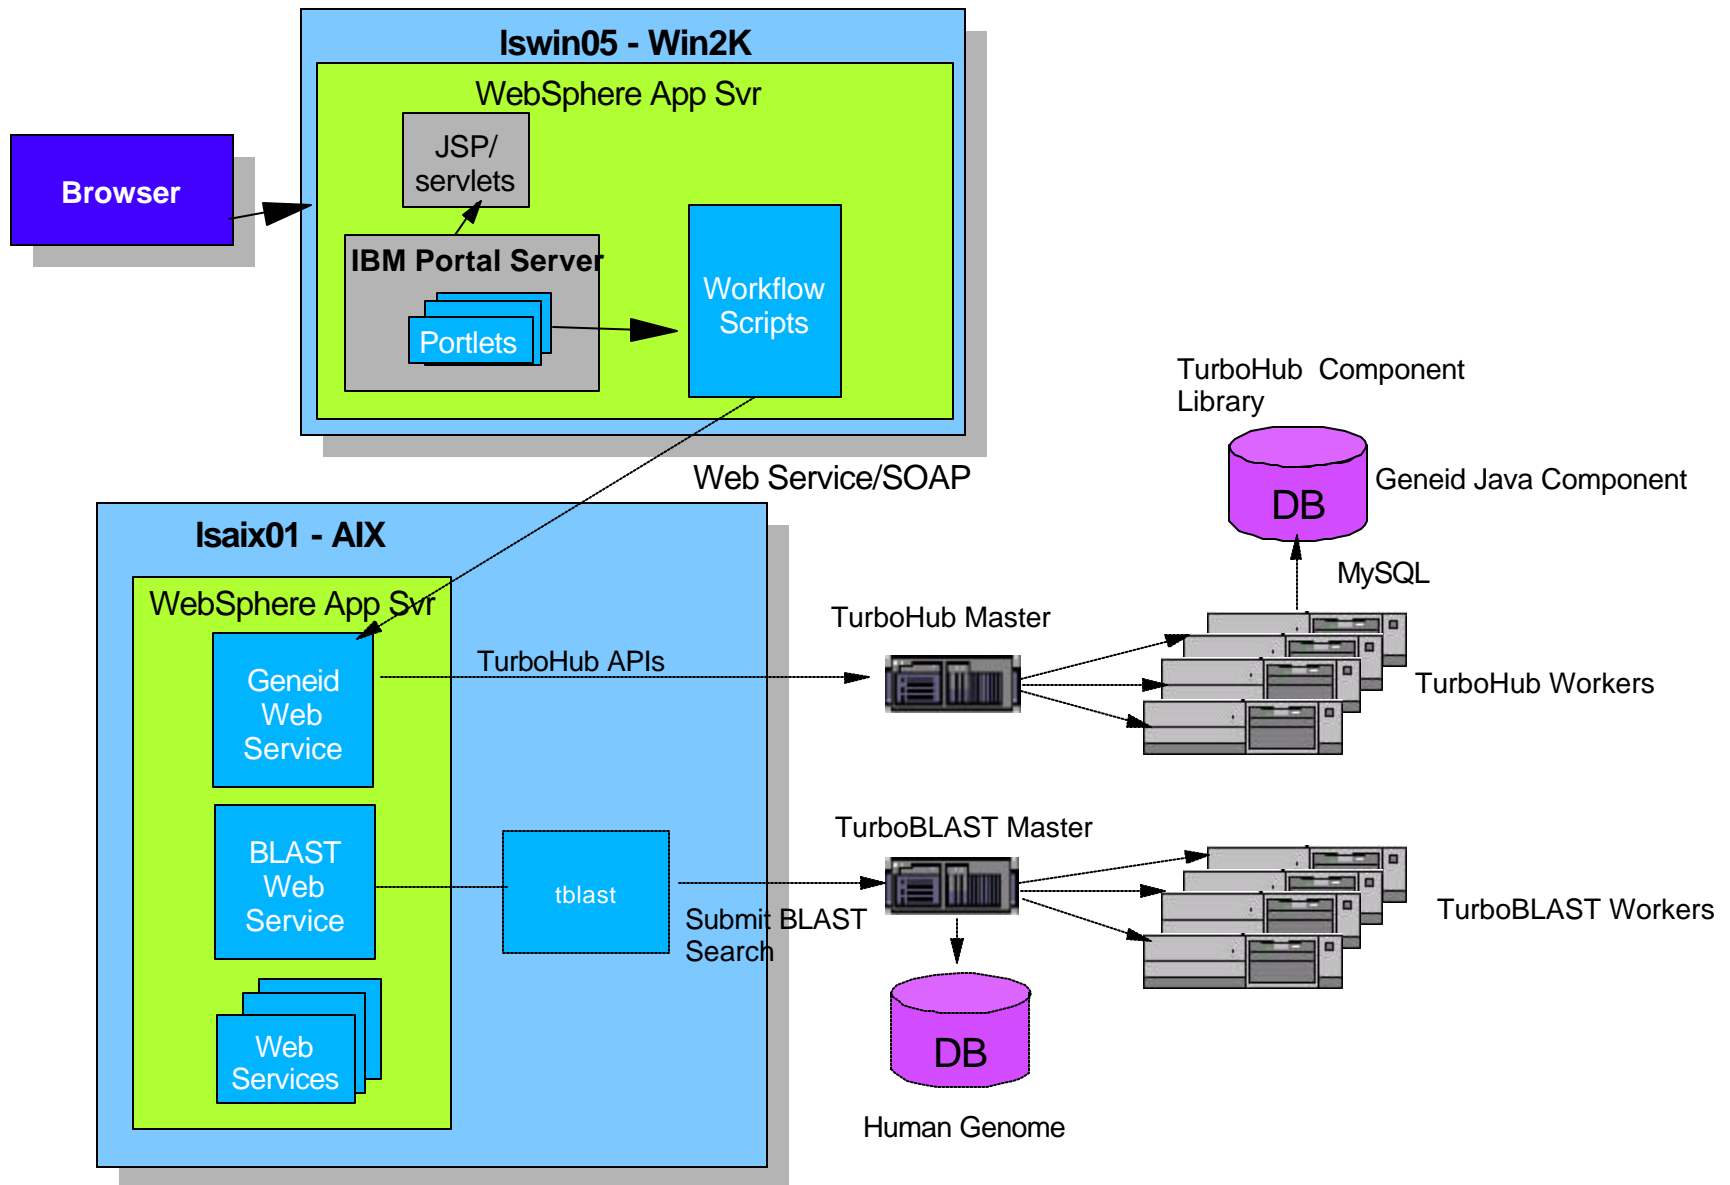 lswin05 - Win2K
WebSphere App Svr
JSP/
servlets
Browser
IBM Portal Server
Portlets
Workflow
Scripts
Web Service/SOAP
TurboHub Component
Library
DB
Geneid Java Component
MySQL
lsaix01 - AIX
WebSphere App Svr
Geneid
Web
Service
TurboHub APIs
TurboHub Master
TurboHub Workers
BLAST
Web
Service
tblast
Submit BLAST
Search
TurboBLAST Master
TurboBLAST Workers
DB
Human Genome
Web
Services